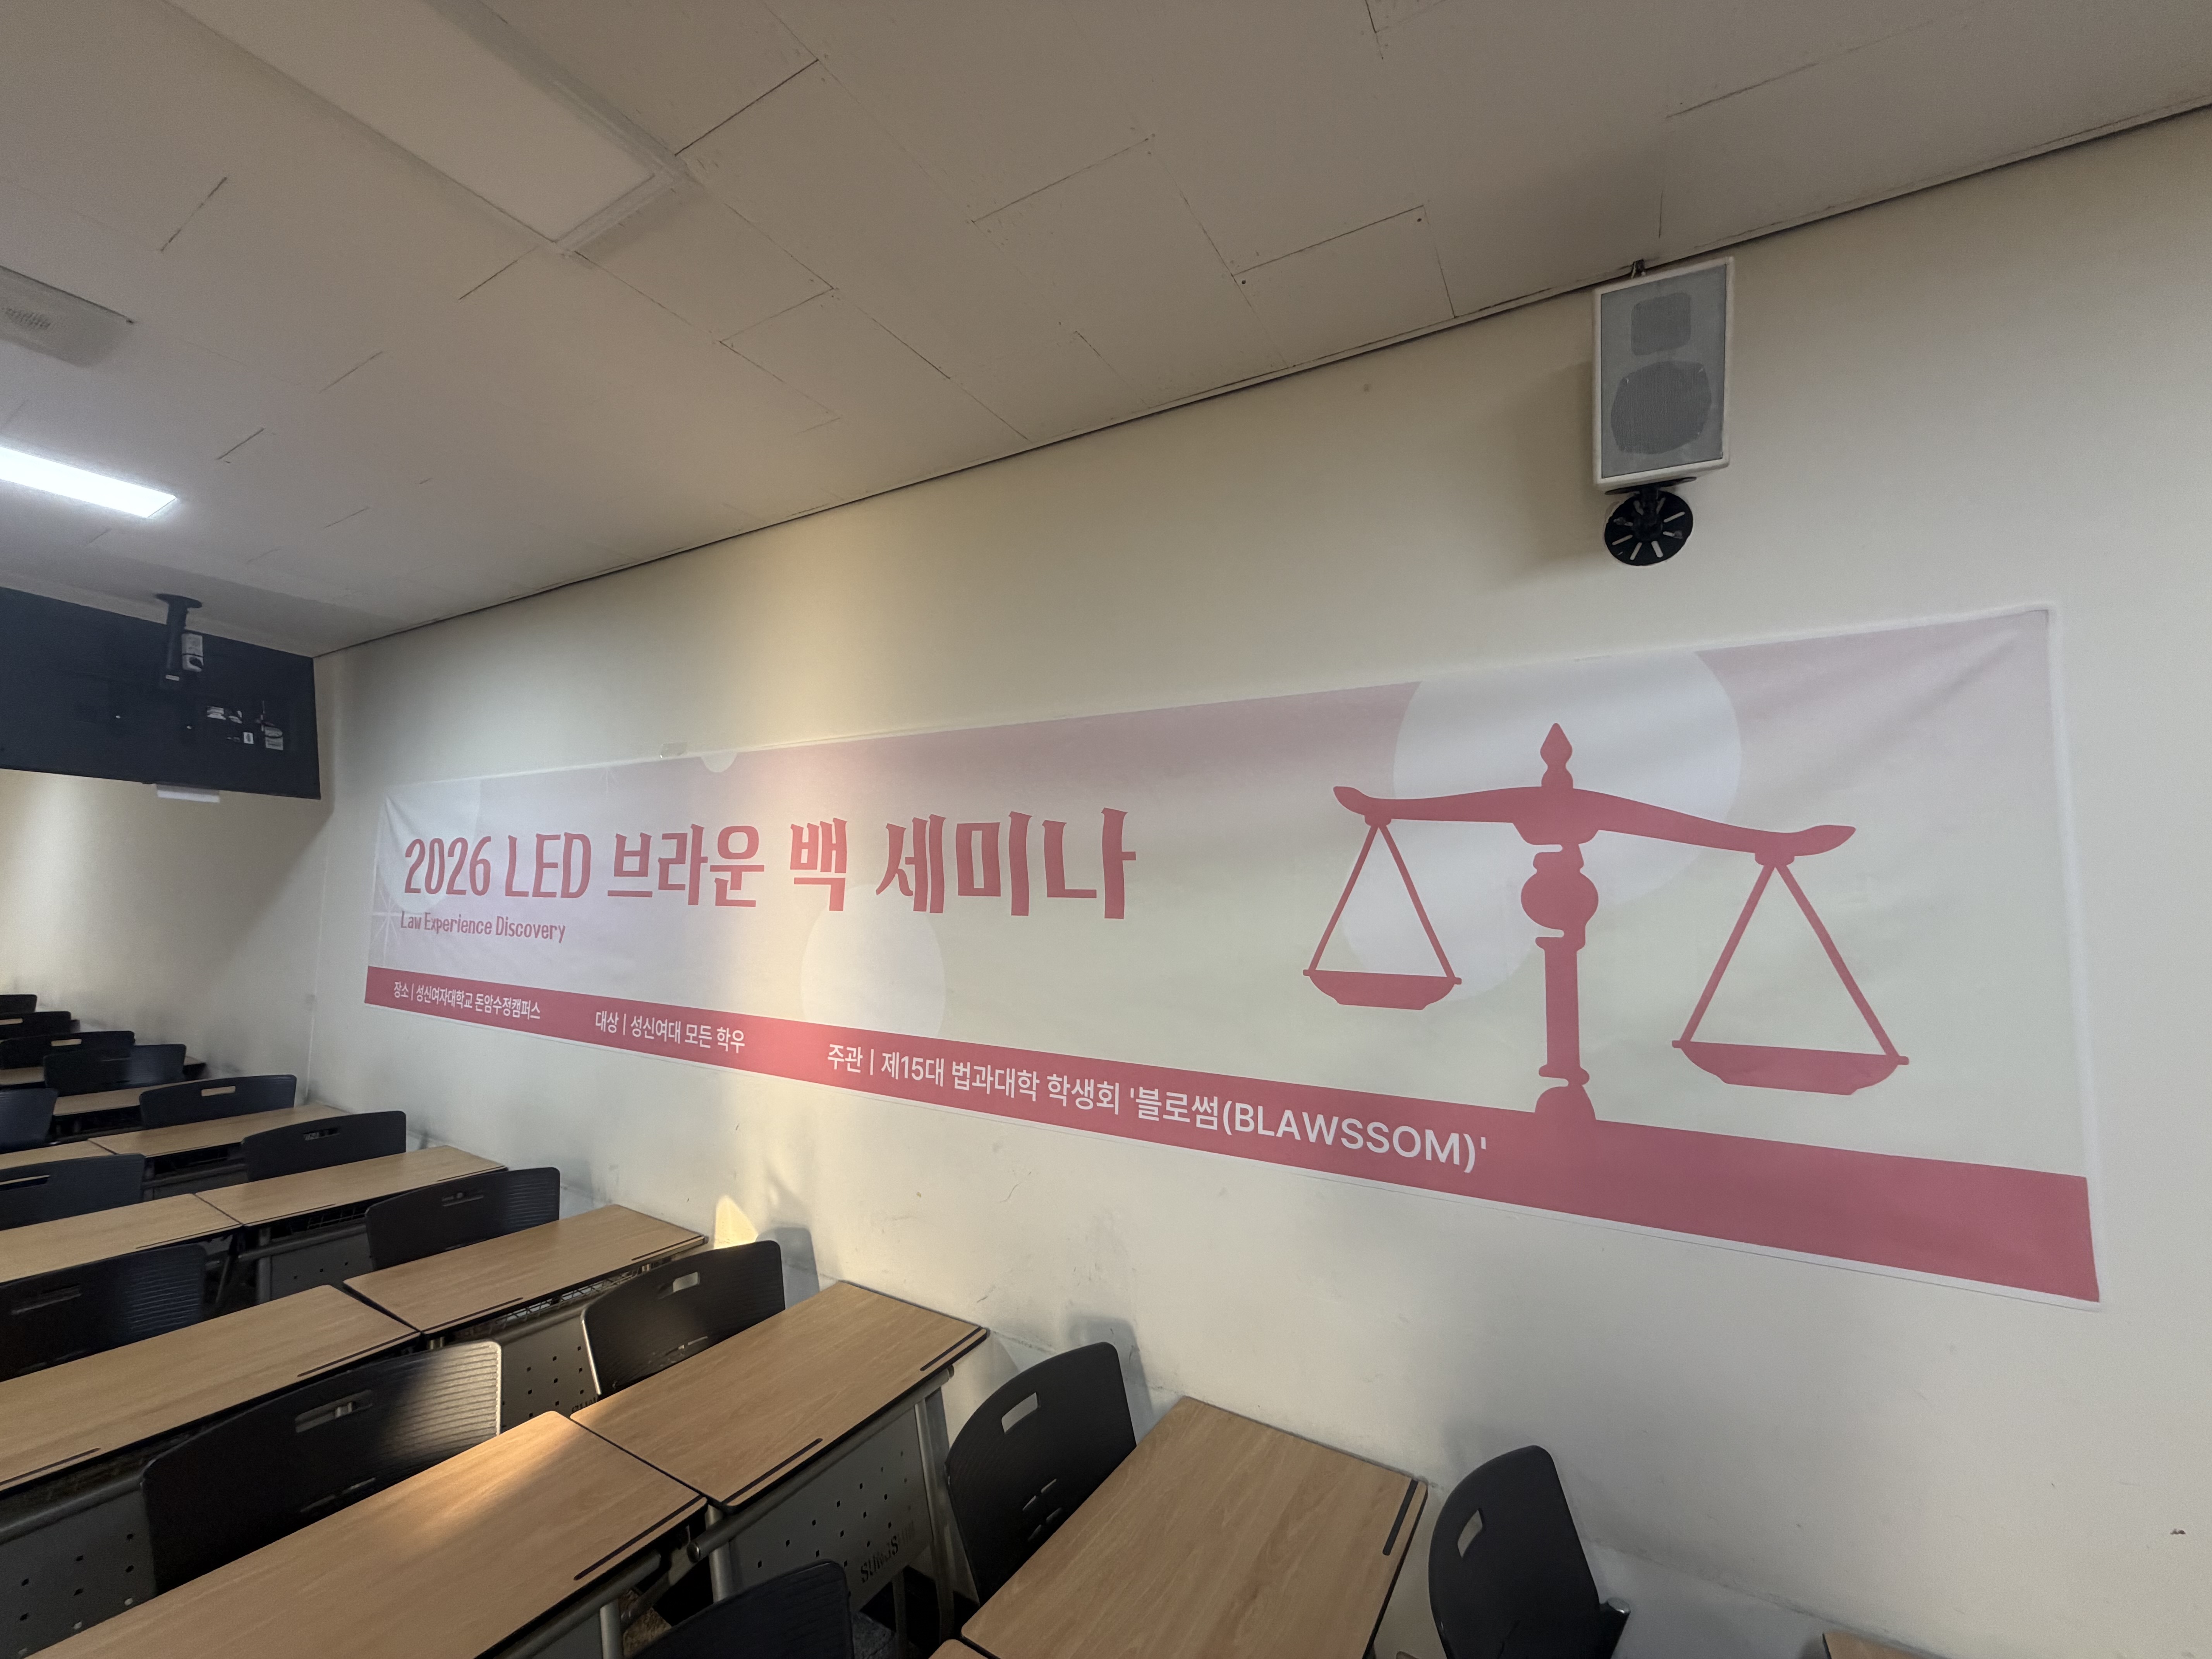 2026 LED 브라운 백 세미나
Law Experience Discovery
장소 | 성신여자대학교 돈암수정캠퍼스
대상 | 성신여대 모든 학우
주관 | 제15대 법과대학 학생회 '블로썸(BLAWSSOM)'